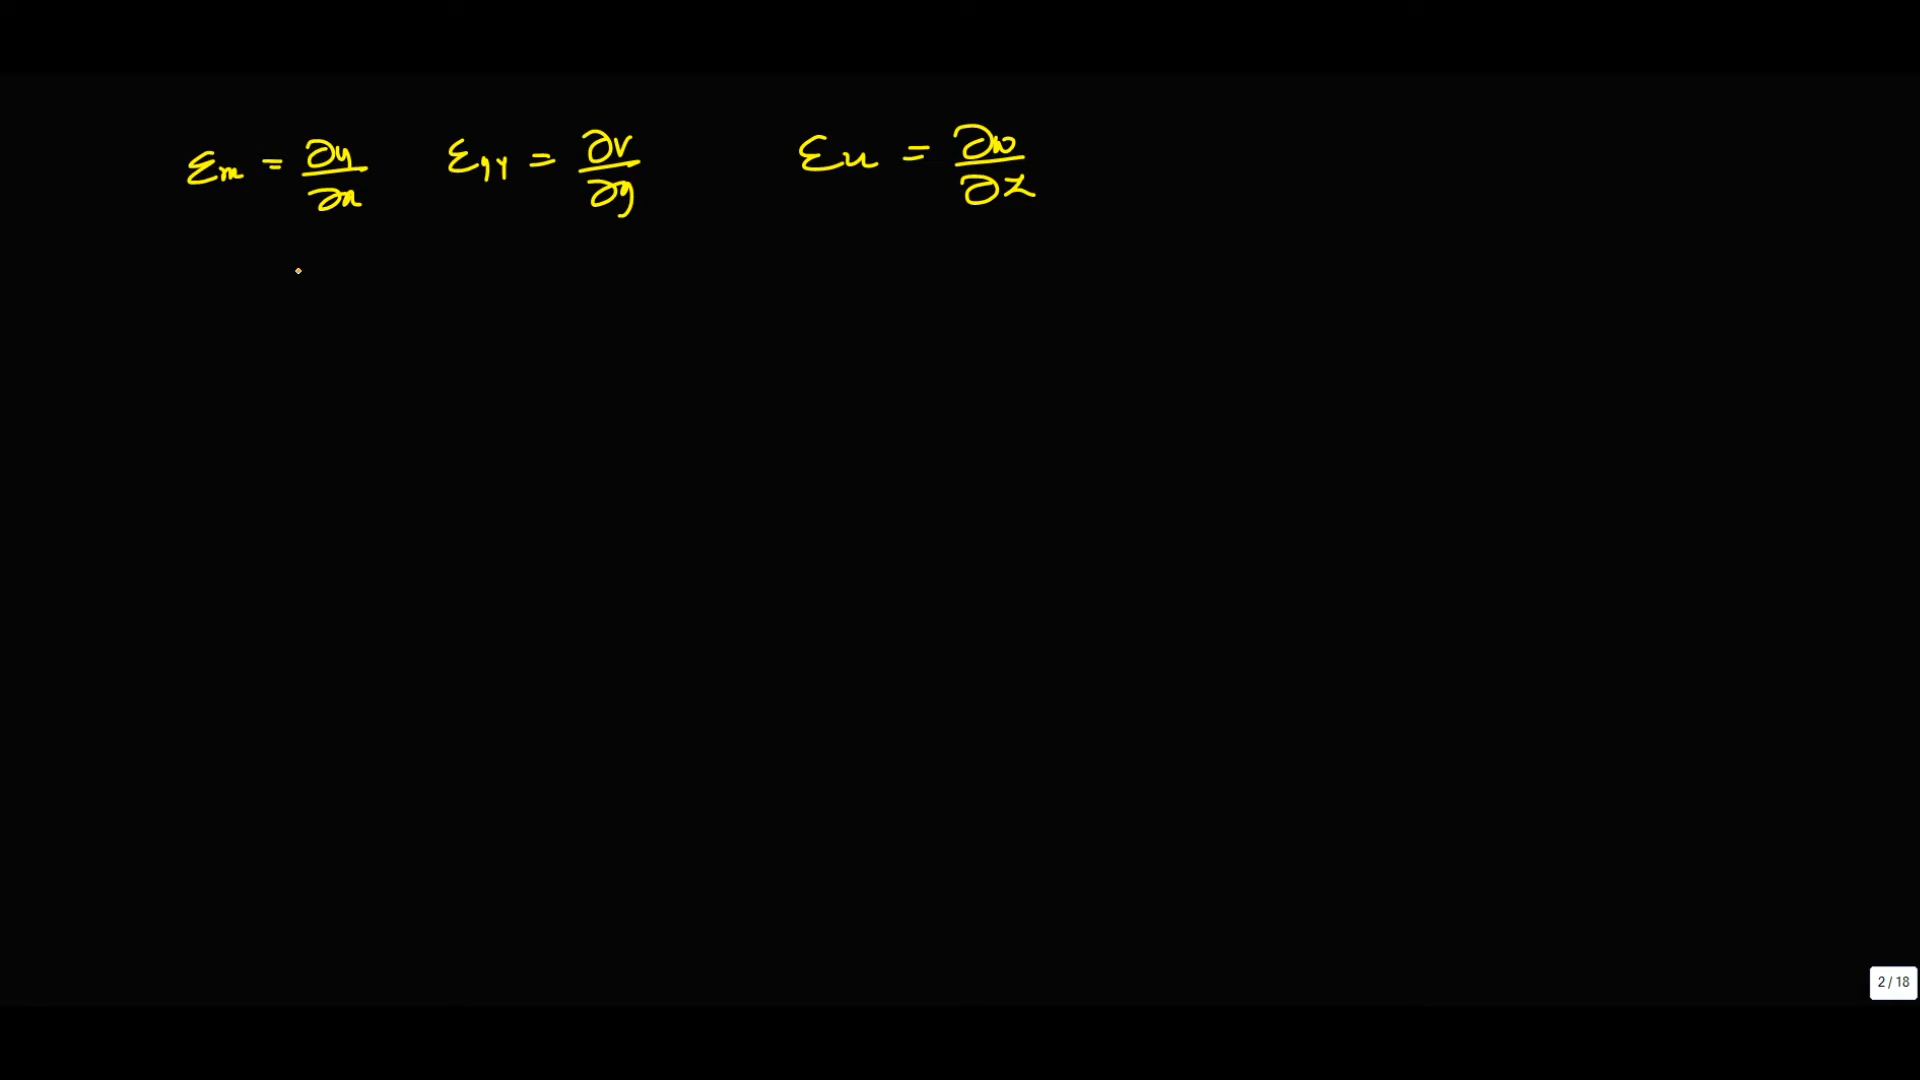 εxx = ∂u/∂x εyy = ∂v/∂y εzz = ∂w/∂z
2 / 18